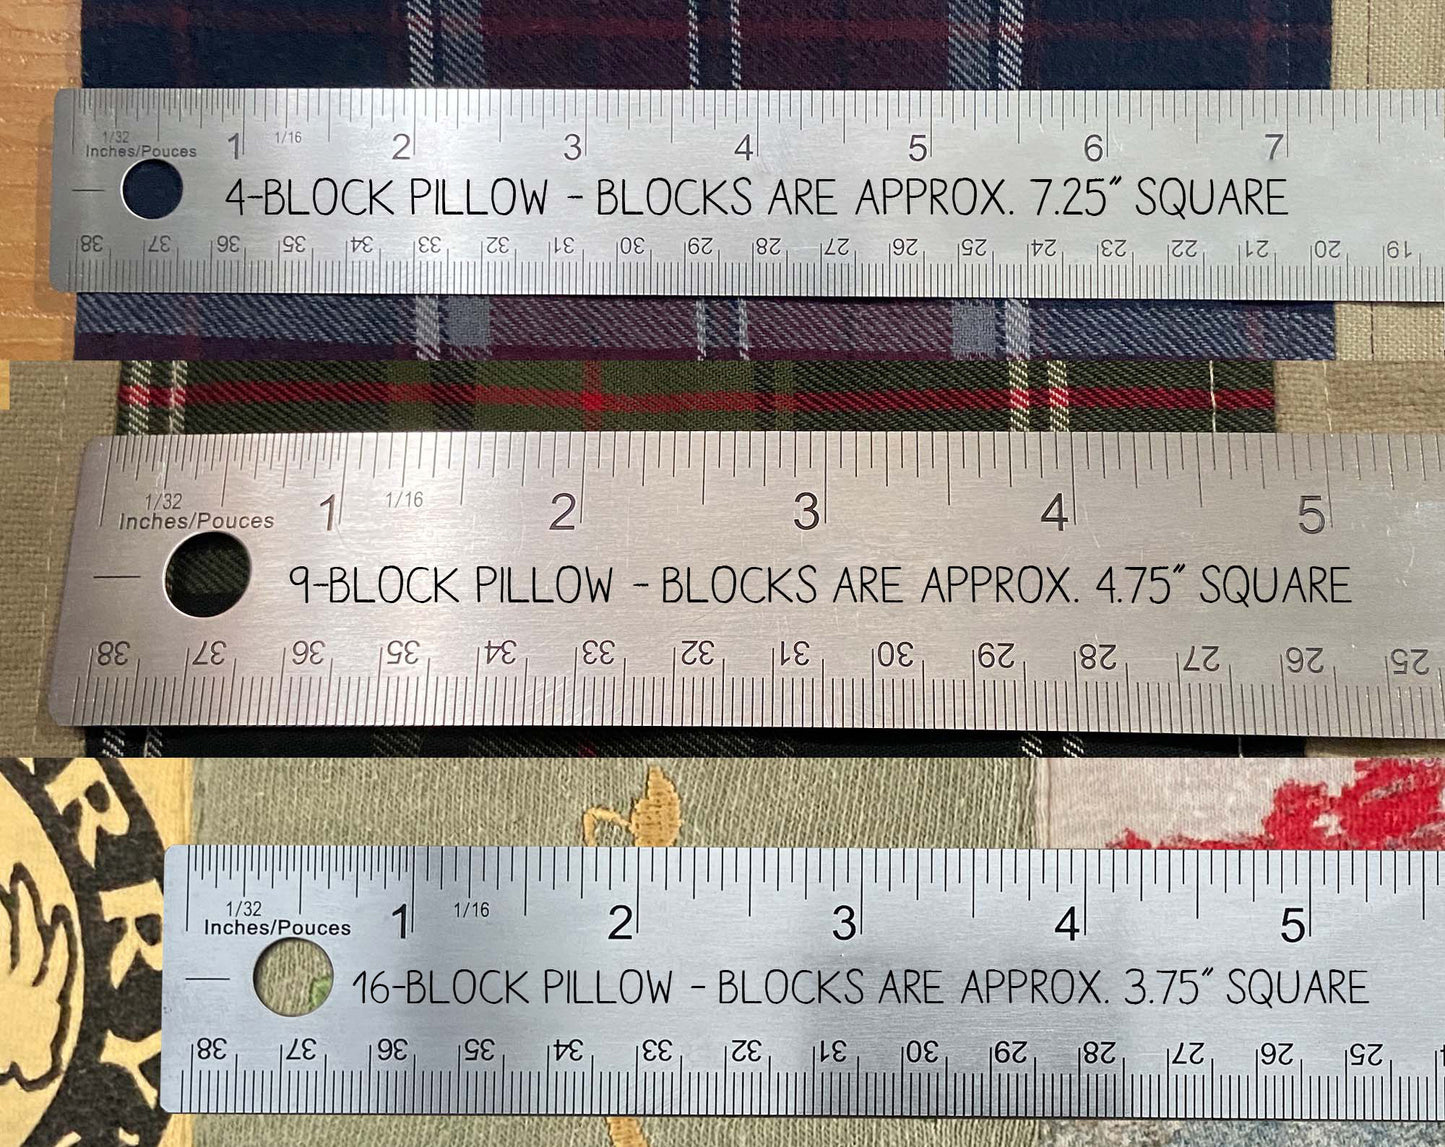 1/32 1 1/16 2 3 4 5 6 7
Inches/Pouces
4-BLOCK PILLOW - BLOCKS ARE APPROX. 7.25" SQUARE
38 37 36 35 34 33 32 31 30 29 28 27 26 25 24 23 22 21 20 19
1/32 1 1/16 2 3 4 5
Inches/Pouces
9-BLOCK PILLOW - BLOCKS ARE APPROX. 4.75" SQUARE
38 37 36 35 34 33 32 31 30 29 28 27 26 25
1/32 1 1/16 2 3 4 5
Inches/Pouces
16-BLOCK PILLOW - BLOCKS ARE APPROX. 3.75" SQUARE
38 37 36 35 34 33 32 31 30 29 28 27 26 25